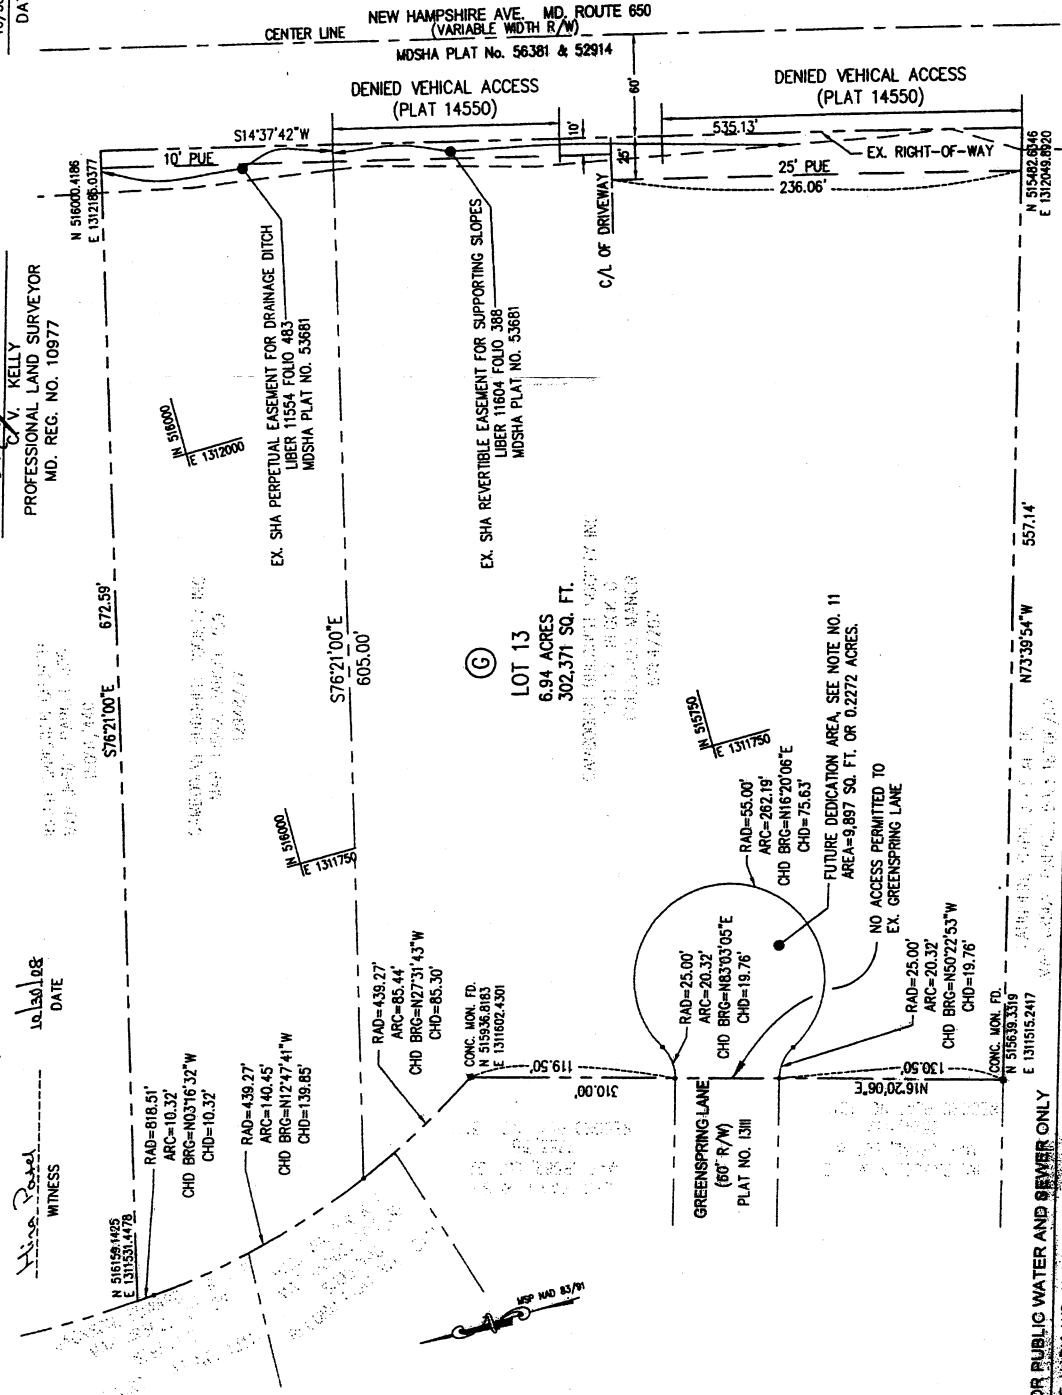 DA
NEW HAMPSHIRE AVE. MD. ROUTE 650
(VARIABLE WIDTH R/W)
CENTER LINE
MDSHA PLAT No. 56381 & 52914
DENIED VEHICAL ACCESS
(PLAT 14550)
DENIED VEHICAL ACCESS
(PLAT 14550)
60'
10'
25'
S14°37'42"W
535.13'
10' PUE
EX. RIGHT-OF-WAY
25' PUE
236.06'
N 516000.4186
E 1312185.0377
N 515482.6346
E 1312049.8920
C/L OF DRIVEWAY
C. V. KELLY
PROFESSIONAL LAND SURVEYOR
MD. REG. NO. 10977
EX. SHA PERPETUAL EASEMENT FOR DRAINAGE DITCH
LIBER 11554 FOLIO 483
MDSHA PLAT NO. 53681
EX. SHA REVERTIBLE EASEMENT FOR SUPPORTING SLOPES
LIBER 11604 FOLIO 388
MDSHA PLAT NO. 53681
N 516000
E 1312000
S76°21'00"E 672.59'
S76°21'00"E
605.00'
G
LOT 13
6.94 ACRES
302,371 SQ. FT.
N73°39'54"W 557.14'
N 515750
E 1311750
N 516000
E 1311750
RAD=55.00'
ARC=262.19'
CHD BRG=N16°20'06"E
CHD=75.63'
FUTURE DEDICATION AREA, SEE NOTE NO. 11
AREA=9,897 SQ. FT. OR 0.2272 ACRES.
NO ACCESS PERMITTED TO
EX. GREENSPRING LANE
Hina Patel
WITNESS
10/30/08
DATE
RAD=818.51'
ARC=10.32'
CHD BRG=N03°16'32"W
CHD=10.32'
RAD=439.27'
ARC=140.45'
CHD BRG=N12°47'41"W
CHD=139.85'
RAD=439.27'
ARC=85.44'
CHD BRG=N27°31'43"W
CHD=85.30'
CONC. MON. FD.
N 515936.8183
E 1311602.4301
RAD=25.00'
ARC=20.32'
CHD BRG=N83°03'05"E
CHD=19.76'
RAD=25.00'
ARC=20.32'
CHD BRG=N50°22'53"W
CHD=19.76'
CONC. MON. FD.
N 515639.3319
E 1311515.2417
N 516159.1425
E 1311531.4478
119.50'
310.00'
130.50'
N16°20'06"E
GREENSPRING LANE
(60' R/W)
PLAT NO. 13111
MSP NAD 83/91
OR PUBLIC WATER AND SEWER ONLY